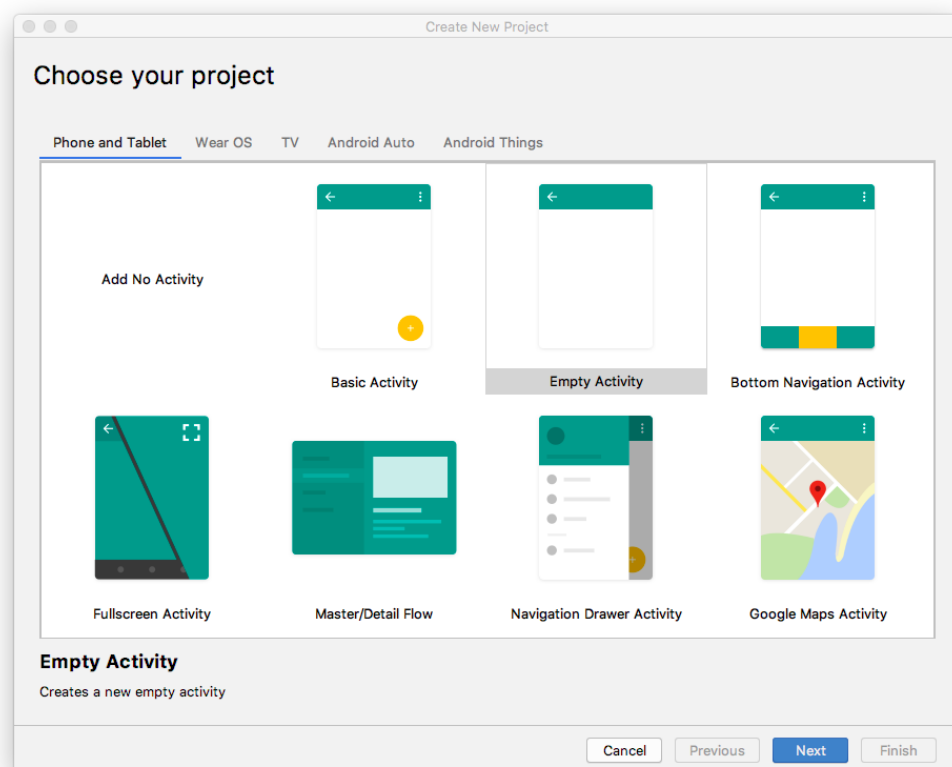 Create New Project
Choose your project
Phone and Tablet Wear OS TV Android Auto Android Things
Add No Activity
Basic Activity
Empty Activity
Bottom Navigation Activity
Fullscreen Activity
Master/Detail Flow
Navigation Drawer Activity
Google Maps Activity
Empty Activity
Creates a new empty activity
Cancel Previous Next Finish